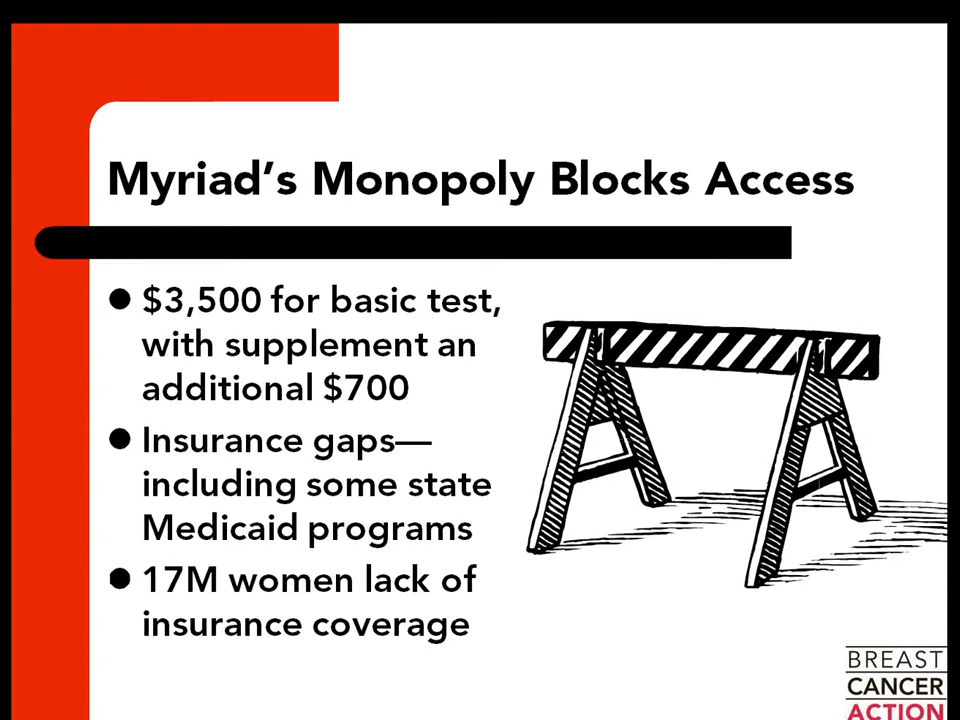 Myriad's Monopoly Blocks Access
$3,500 for basic test,
with supplement an
additional $700
Insurance gaps—
including some state
Medicaid programs
17M women lack of
insurance coverage
BREAST
CANCER
ACTION